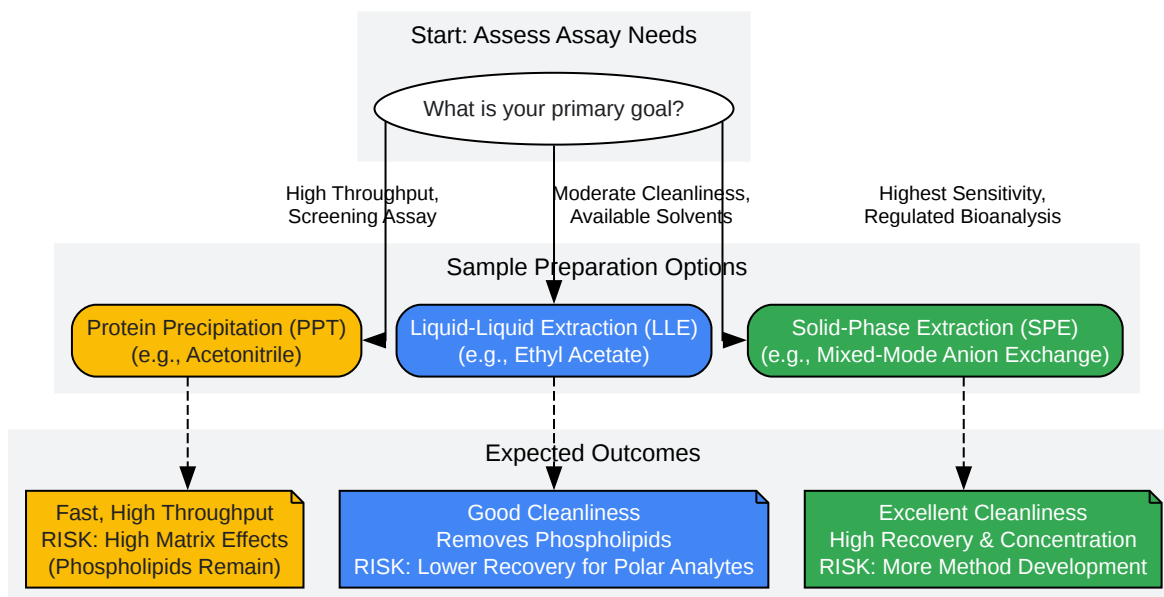 Start: Assess Assay Needs
What is your primary goal?
High Throughput,
Screening Assay
Moderate Cleanliness,
Available Solvents
Highest Sensitivity,
Regulated Bioanalysis
Sample Preparation Options
Protein Precipitation (PPT)
(e.g., Acetonitrile)
Liquid-Liquid Extraction (LLE)
(e.g., Ethyl Acetate)
Solid-Phase Extraction (SPE)
(e.g., Mixed-Mode Anion Exchange)
Expected Outcomes
Fast, High Throughput
RISK: High Matrix Effects
(Phospholipids Remain)
Good Cleanliness
Removes Phospholipids
RISK: Lower Recovery for Polar Analytes
Excellent Cleanliness
High Recovery & Concentration
RISK: More Method Development